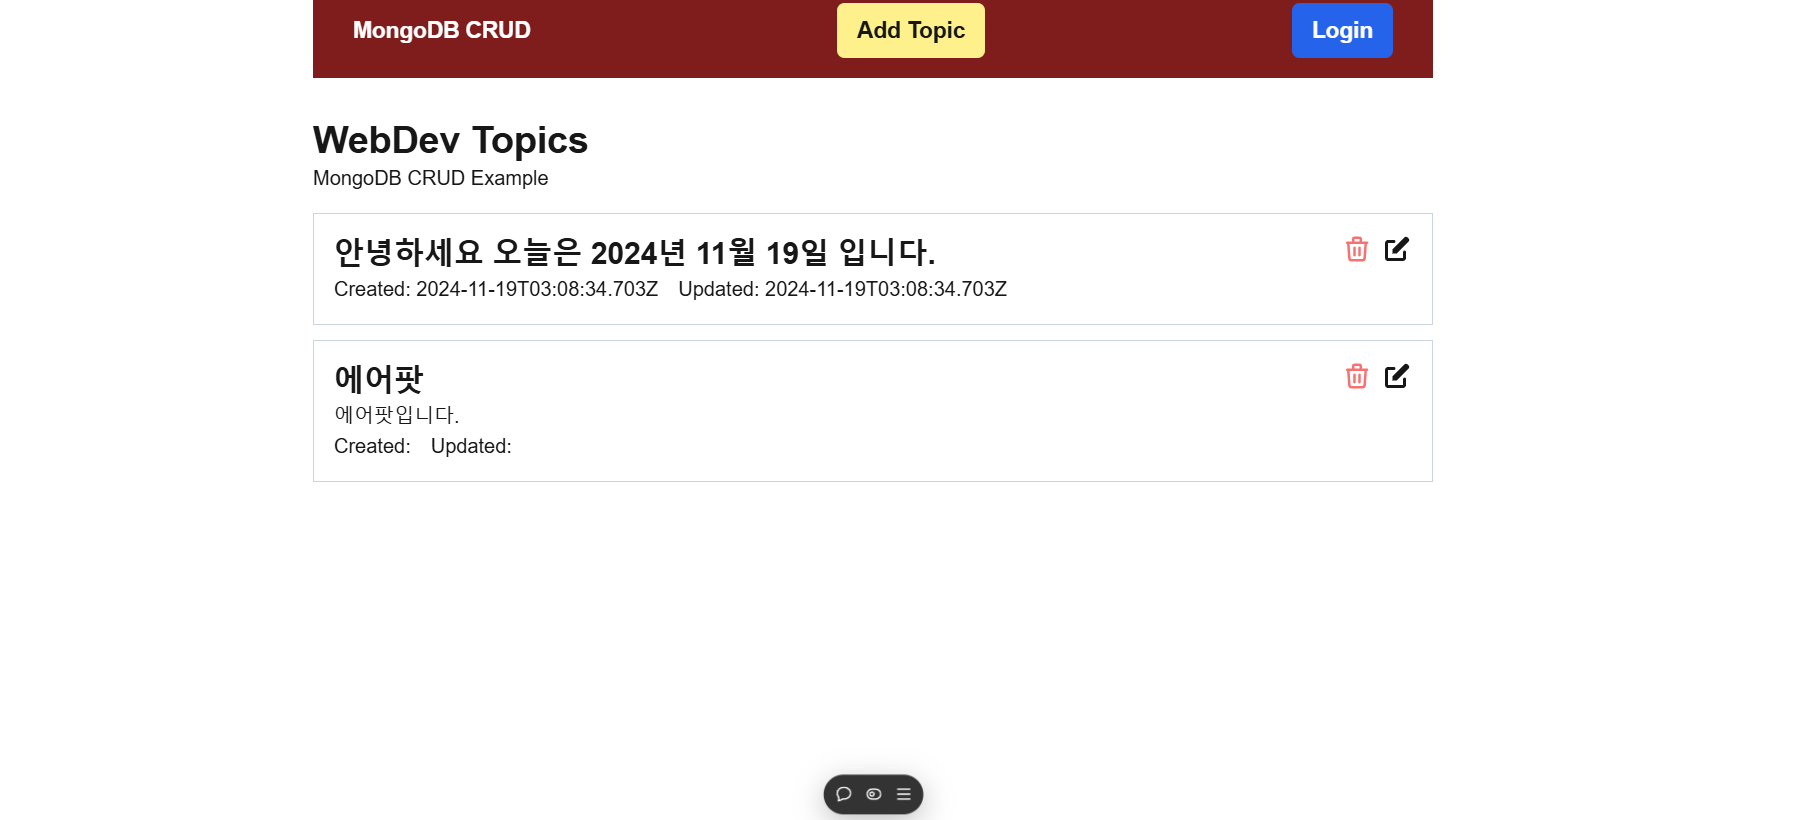 MongoDB CRUD
Add Topic
Login
WebDev Topics
MongoDB CRUD Example
안녕하세요 오늘은 2024년 11월 19일 입니다.
Created: 2024-11-19T03:08:34.703Z Updated: 2024-11-19T03:08:34.703Z
에어팟
에어팟입니다.
Created: Updated: